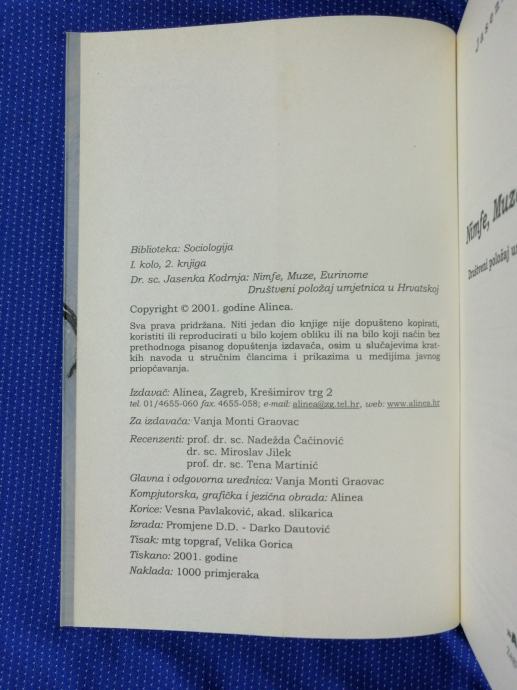 Biblioteka: Sociologija
I. kolo, 2. knjiga
Dr. sc. Jasenka Kodrnja: Nimfe, Muze, Eurinome
Društveni položaj umjetnica u Hrvatskoj
Copyright © 2001. godine Alinea.
Sva prava pridržana. Niti jedan dio knjige nije dopušteno kopirati,
koristiti ili reproducirati u bilo kojem obliku ili na bilo koji način bez
prethodnoga pisanog dopuštenja izdavača, osim u slučajevima krat-
kih navoda u stručnim člancima i prikazima u medijima javnog
priopćavanja.
Izdavač: Alinea, Zagreb, Krešimirov trg 2
tel. 01/4655-060 fax. 4655-058; e-mail: alinea@zg.tel.hr, web: www.alinea.hr
Za izdavača: Vanja Monti Graovac
Recenzenti: prof. dr. sc. Nadežda Čačinović
dr. sc. Miroslav Jilek
prof. dr. sc. Tena Martinić
Glavna i odgovorna urednica: Vanja Monti Graovac
Kompjutorska, grafička i jezična obrada: Alinea
Korice: Vesna Pavlaković, akad. slikarica
Izrada: Promjene D.D. - Darko Dautović
Tisak: mtg topgraf, Velika Gorica
Tiskano: 2001. godine
Naklada: 1000 primjeraka
Jasen
Nimfe, Muze
Društveni položaj um